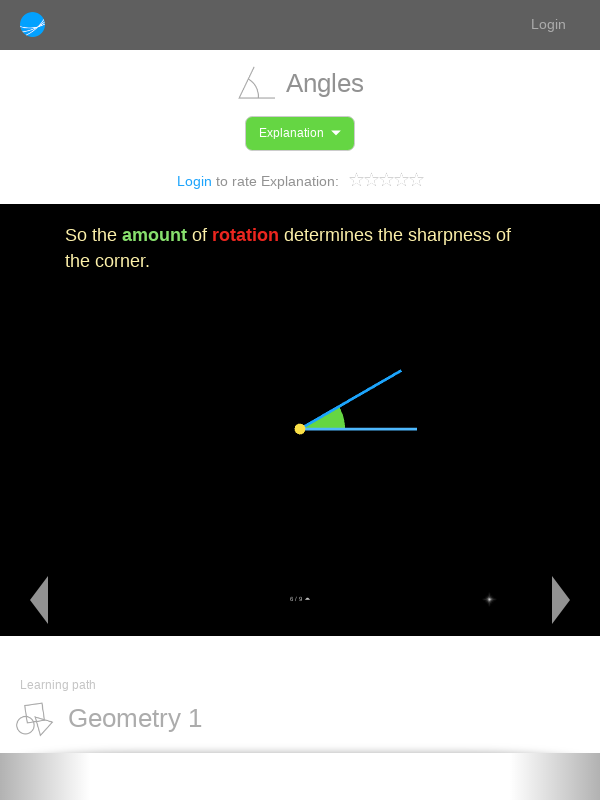 Login
Angles
Explanation
Login to rate Explanation:
So the amount of rotation determines the sharpness of
the corner.
6 / 9
Learning path
Geometry 1